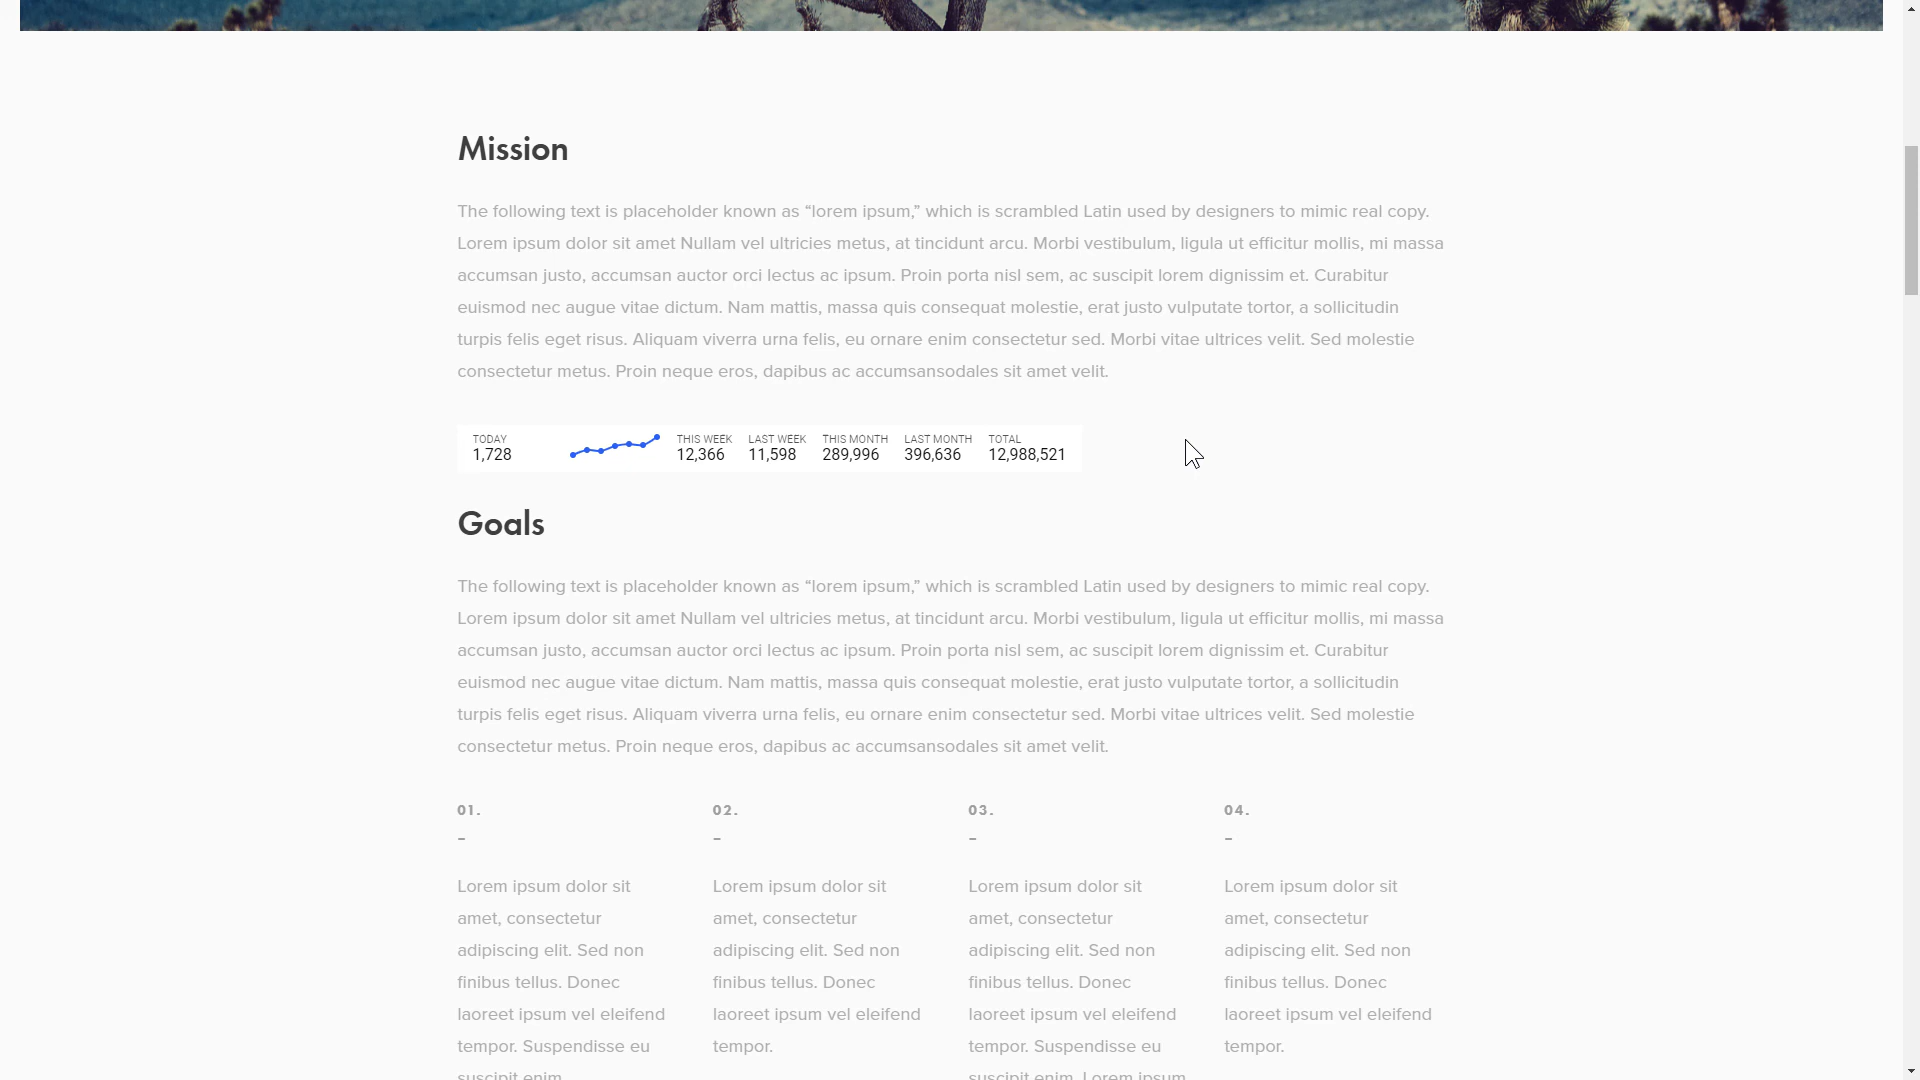 Mission
The following text is placeholder known as “lorem ipsum,” which is scrambled Latin used by designers to mimic real copy.
Lorem ipsum dolor sit amet Nullam vel ultricies metus, at tincidunt arcu. Morbi vestibulum, ligula ut efficitur mollis, mi massa
accumsan justo, accumsan auctor orci lectus ac ipsum. Proin porta nisl sem, ac suscipit lorem dignissim et. Curabitur
euismod nec augue vitae dictum. Nam mattis, massa quis consequat molestie, erat justo vulputate tortor, a sollicitudin
turpis felis eget risus. Aliquam viverra urna felis, eu ornare enim consectetur sed. Morbi vitae ultrices velit. Sed molestie
consectetur metus. Proin neque eros, dapibus ac accumsansodales sit amet velit.
TODAY THIS WEEK LAST WEEK THIS MONTH LAST MONTH TOTAL
1,728 12,366 11,598 289,996 396,636 12,988,521
Goals
The following text is placeholder known as “lorem ipsum,” which is scrambled Latin used by designers to mimic real copy.
Lorem ipsum dolor sit amet Nullam vel ultricies metus, at tincidunt arcu. Morbi vestibulum, ligula ut efficitur mollis, mi massa
accumsan justo, accumsan auctor orci lectus ac ipsum. Proin porta nisl sem, ac suscipit lorem dignissim et. Curabitur
euismod nec augue vitae dictum. Nam mattis, massa quis consequat molestie, erat justo vulputate tortor, a sollicitudin
turpis felis eget risus. Aliquam viverra urna felis, eu ornare enim consectetur sed. Morbi vitae ultrices velit. Sed molestie
consectetur metus. Proin neque eros, dapibus ac accumsansodales sit amet velit.
01.
–
Lorem ipsum dolor sit
amet, consectetur
adipiscing elit. Sed non
finibus tellus. Donec
laoreet ipsum vel eleifend
tempor. Suspendisse eu
suscipit enim.
02.
–
Lorem ipsum dolor sit
amet, consectetur
adipiscing elit. Sed non
finibus tellus. Donec
laoreet ipsum vel eleifend
tempor.
03.
–
Lorem ipsum dolor sit
amet, consectetur
adipiscing elit. Sed non
finibus tellus. Donec
laoreet ipsum vel eleifend
tempor. Suspendisse eu
suscipit enim. Lorem ipsum
04.
–
Lorem ipsum dolor sit
amet, consectetur
adipiscing elit. Sed non
finibus tellus. Donec
laoreet ipsum vel eleifend
tempor.